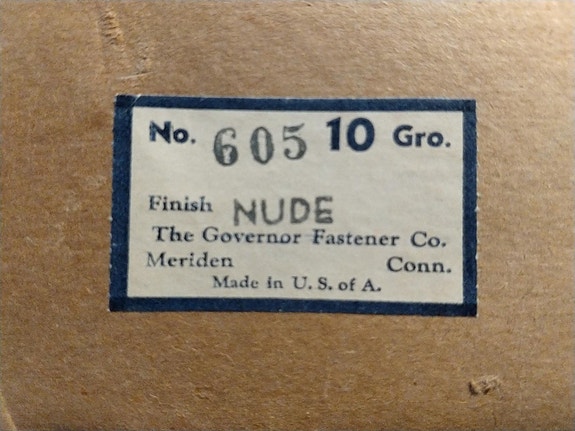 No. 605 10 Gro.
Finish NUDE
The Governor Fastener Co.
Meriden Conn.
Made in U. S. of A.